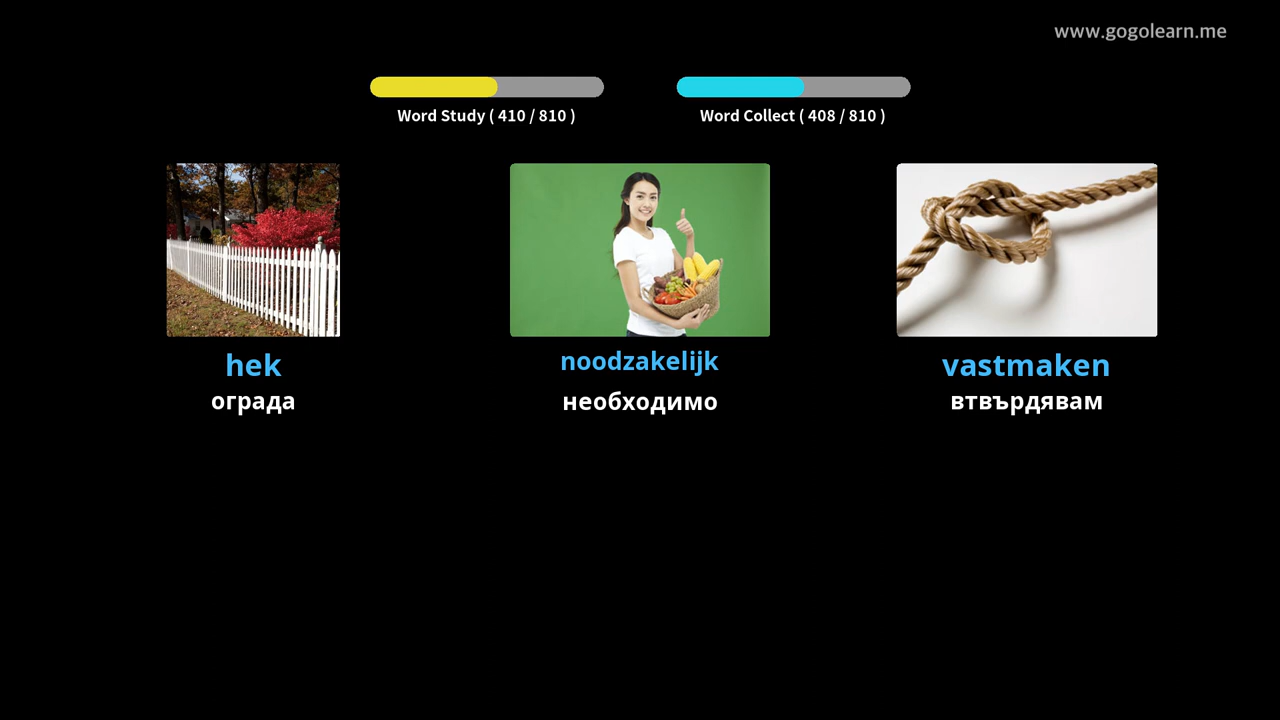 www.gogolearn.me
Word Study ( 410 / 810 )
Word Collect ( 408 / 810 )
hek
ограда
noodzakelijk
необходимо
vastmaken
втвърдявам